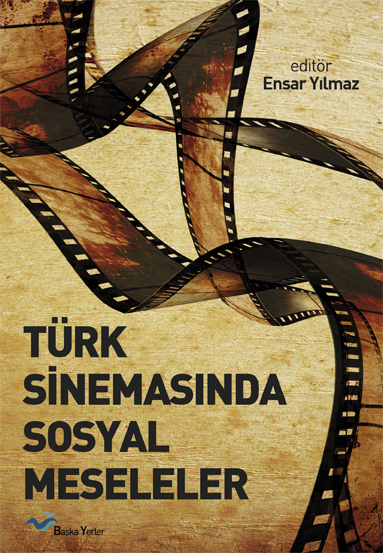 editör
Ensar Yılmaz
TÜRK
SİNEMASINDA
SOSYAL
MESELELER
Başka Yerler